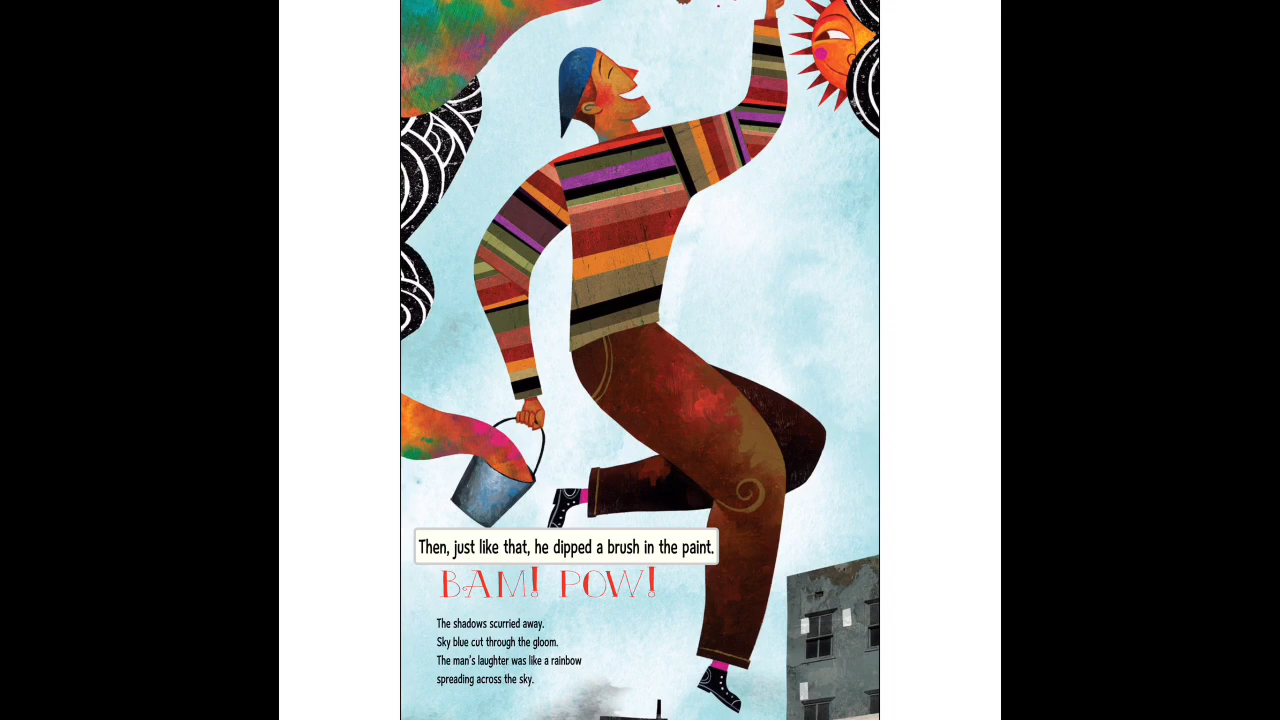 Then, just like that, he dipped a brush in the paint.
BAM! POW!
The shadows scurried away.
Sky blue cut through the gloom.
The man's laughter was like a rainbow
spreading across the sky.